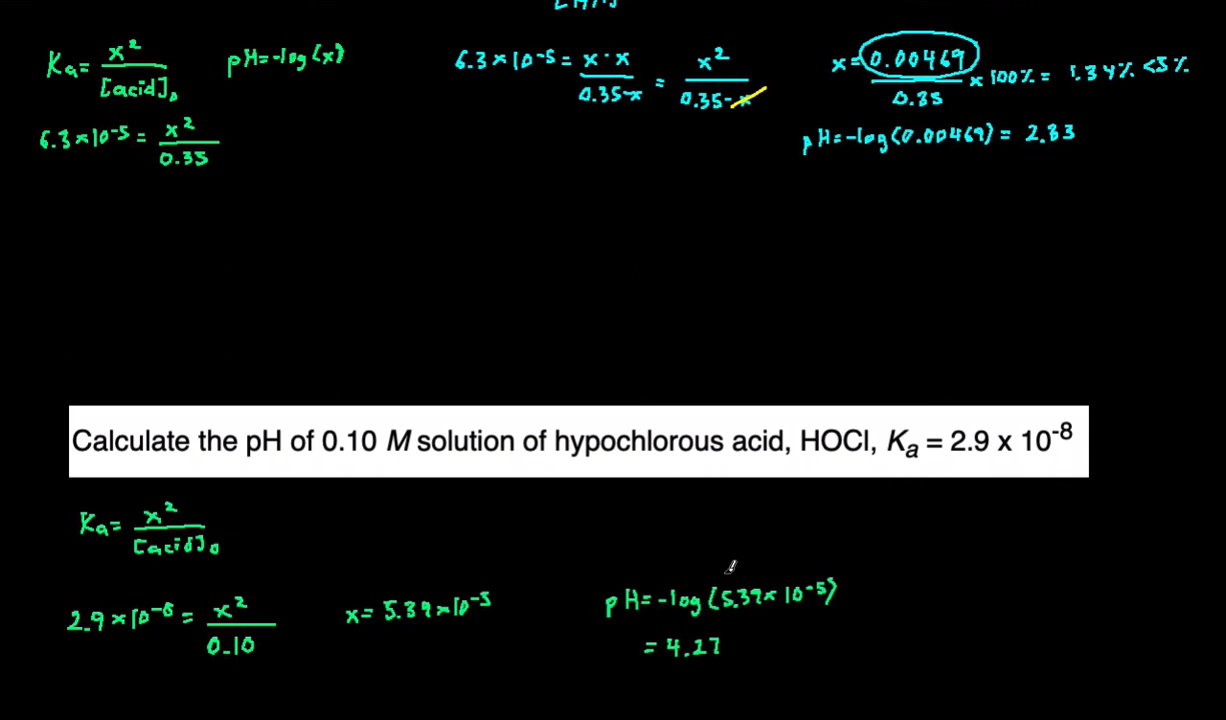 Ka = x² / [acid]₀
pH = -log(x)
6.3 × 10⁻⁵ = x · x / 0.35 - x = x² / 0.35 - x
x = 0.00469 / 0.35 × 100% = 1.34% < 5%
6.3 × 10⁻⁵ = x² / 0.35
pH = -log(0.00469) = 2.33
Calculate the pH of 0.10 M solution of hypochlorous acid, HOCl, Kₐ = 2.9 x 10⁻⁸
Ka = x² / [acid]₀
2.9 × 10⁻⁸ = x² / 0.10
x = 5.39 × 10⁻⁵
pH = -log(5.39 × 10⁻⁵)
= 4.27